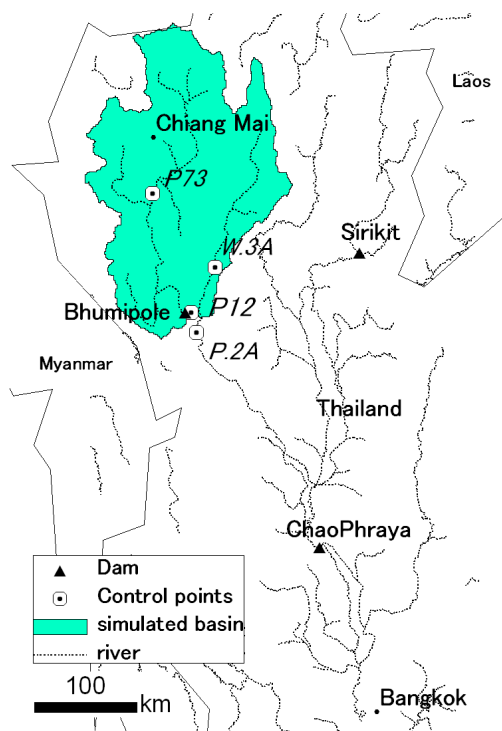 Laos
Chiang Mai
P73
Sirikit
W.3A
Bhumipole
P12
P.2A
Myanmar
Thailand
ChaoPhraya
Dam
Control points
simulated basin
river
100
km
Bangkok